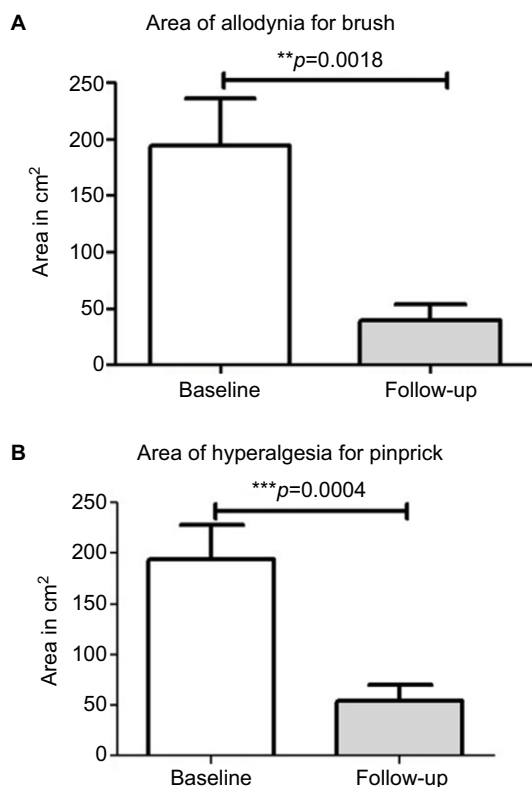 A
Area of allodynia for brush
**p=0.0018
250
200
150
100
50
0
Area in cm²
Baseline Follow-up
B
Area of hyperalgesia for pinprick
***p=0.0004
250
200
150
100
50
0
Area in cm²
Baseline Follow-up